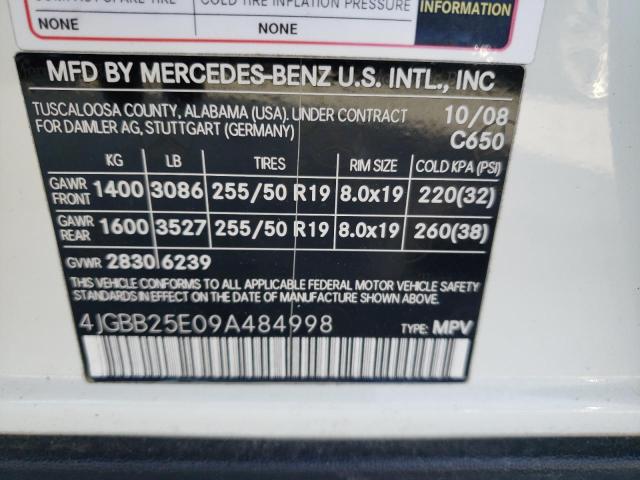 COLD TIRE INFLATION PRESSURE
NONE NONE
INFORMATION
MFD BY MERCEDES-BENZ U.S. INTL., INC
TUSCALOOSA COUNTY, ALABAMA (USA). UNDER CONTRACT 10/08
FOR DAIMLER AG, STUTTGART (GERMANY) C650
KG LB TIRES RIM SIZE COLD KPA (PSI)
GAWR FRONT 1400 3086 255/50 R19 8.0x19 220(32)
GAWR REAR 1600 3527 255/50 R19 8.0x19 260(38)
GVWR 2830 6239
THIS VEHICLE CONFORMS TO ALL APPLICABLE FEDERAL MOTOR VEHICLE SAFETY
STANDARDS IN EFFECT ON THE DATE OF MANUFACTURE SHOWN ABOVE.
4JGBB25E09A484998 TYPE: MPV